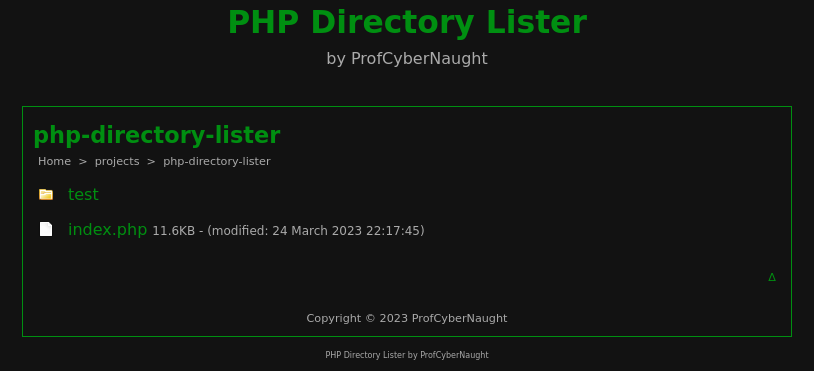 PHP Directory Lister
by ProfCyberNaught
php-directory-lister
Home > projects > php-directory-lister
test
index.php 11.6KB - (modified: 24 March 2023 22:17:45)
Δ
Copyright © 2023 ProfCyberNaught
PHP Directory Lister by ProfCyberNaught